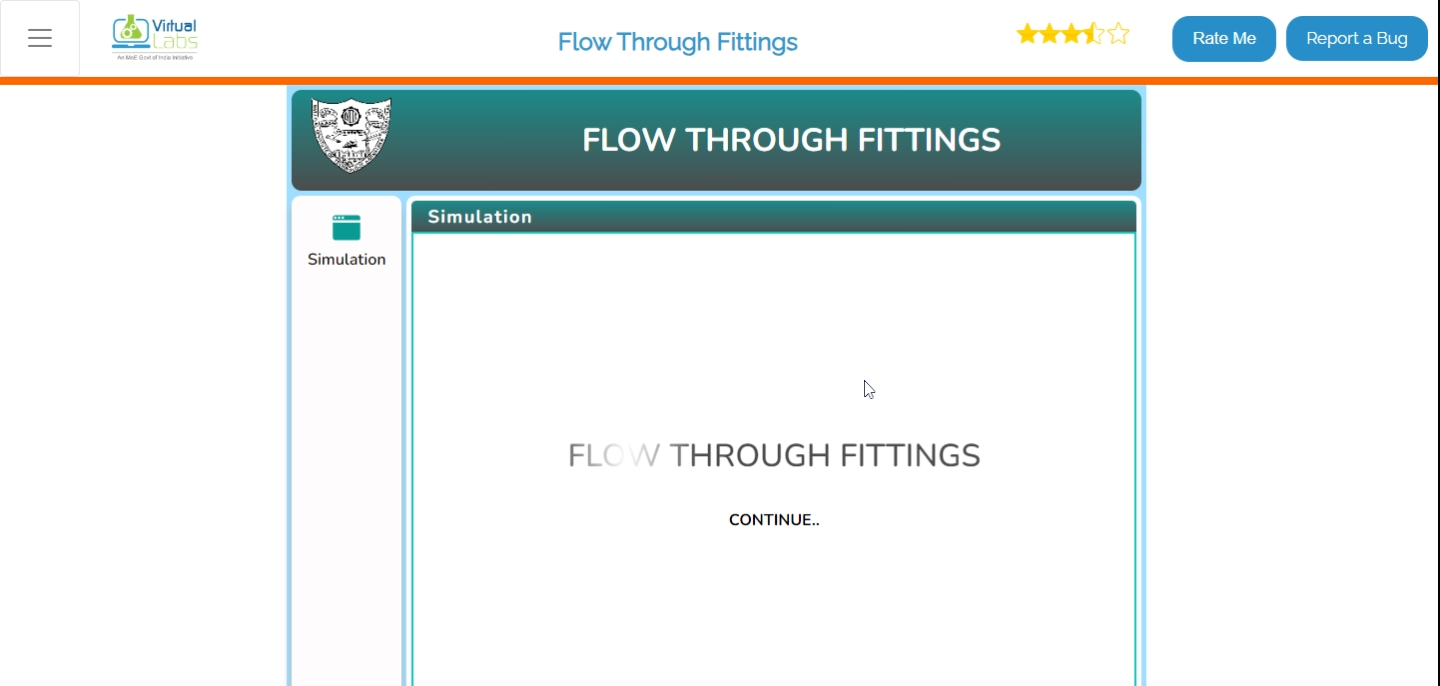 Virtual
Labs
An MoE Govt of India Initiative
Flow Through Fittings
Rate Me
Report a Bug
FLOW THROUGH FITTINGS
Simulation
Simulation
FLOW THROUGH FITTINGS
CONTINUE..